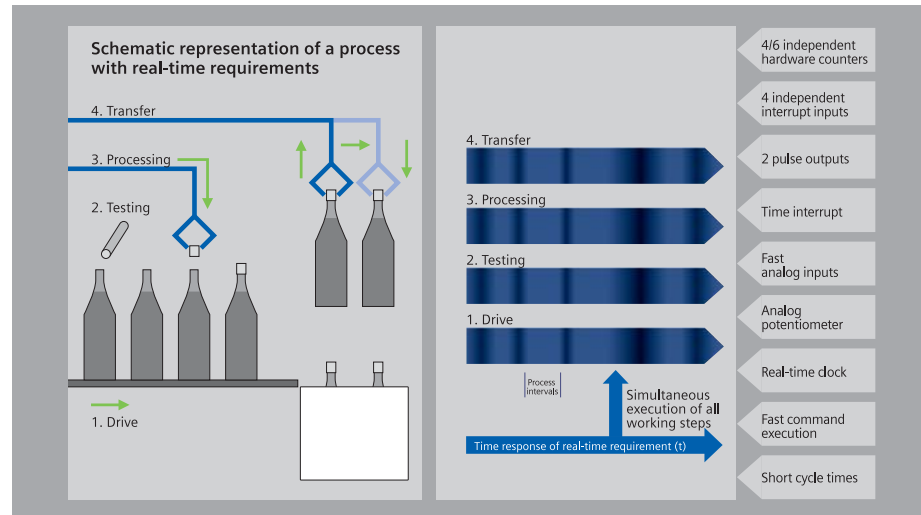 Schematic representation of a process
with real-time requirements
4. Transfer
3. Processing
2. Testing
1. Drive
4. Transfer
3. Processing
2. Testing
1. Drive
Process
intervals
Simultaneous
execution of all
working steps
Time response of real-time requirement (t)
4/6 independent
hardware counters
4 independent
interrupt inputs
2 pulse outputs
Time interrupt
Fast
analog inputs
Analog
potentiometer
Real-time clock
Fast command
execution
Short cycle times